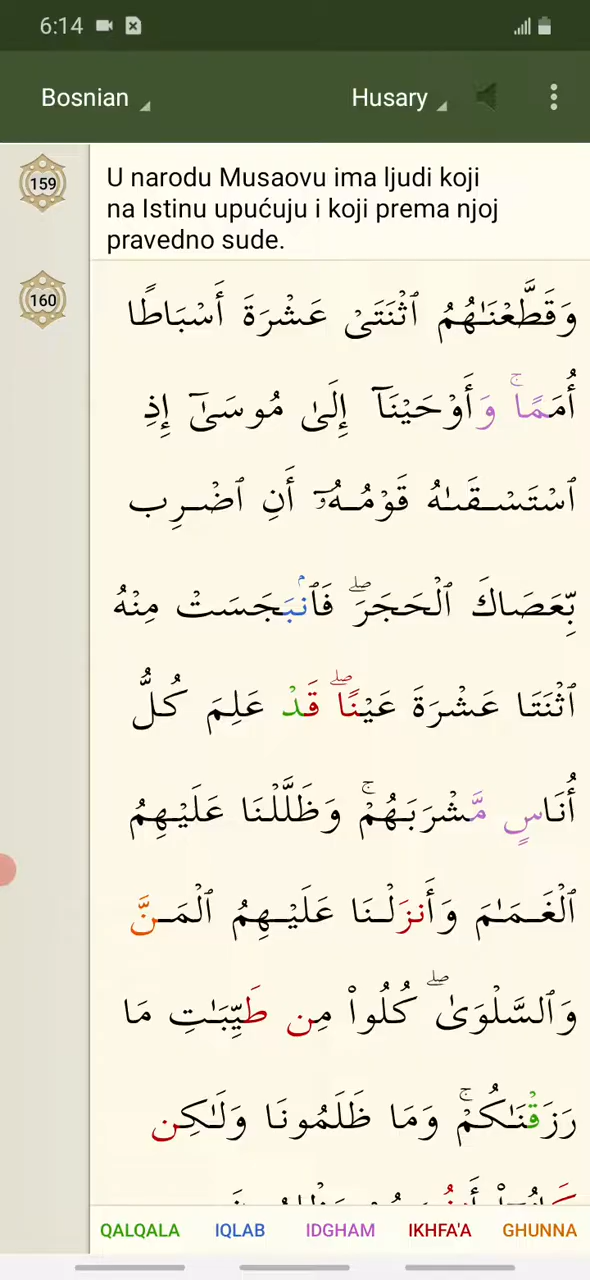 6:14
Bosnian
Husary
159
U narodu Musaovu ima ljudi koji
na Istinu upućuju i koji prema njoj
pravedno sude.
160
وَقَطَّعْنَـٰهُمُ ٱثْنَتَىْ عَشْرَةَ أَسْبَاطًا
أُمَمًاۚ وَأَوْحَيْنَآ إِلَىٰ مُوسَىٰٓ إِذِ
ٱسْتَسْقَىٰهُ قَوْمُهُۥٓ أَنِ ٱضْرِب
بِّعَصَاكَ ٱلْحَجَرَۖ فَٱنۢبَجَسَتْ مِنْهُ
ٱثْنَتَا عَشْرَةَ عَيْنًاۖ قَدْ عَلِمَ كُلُّ
أُنَاسٍ مَّشْرَبَهُمْۚ وَظَلَّلْنَا عَلَيْهِمُ
ٱلْغَمَـٰمَ وَأَنزَلْنَا عَلَيْهِمُ ٱلْمَنَّ
وَٱلسَّلْوَىٰۖ كُلُوا۟ مِن طَيِّبَـٰتِ مَا
رَزَقْنَـٰكُمْۚ وَمَا ظَلَمُونَا وَلَـٰكِن
QALQALA IQLAB IDGHAM IKHFA'A GHUNNA